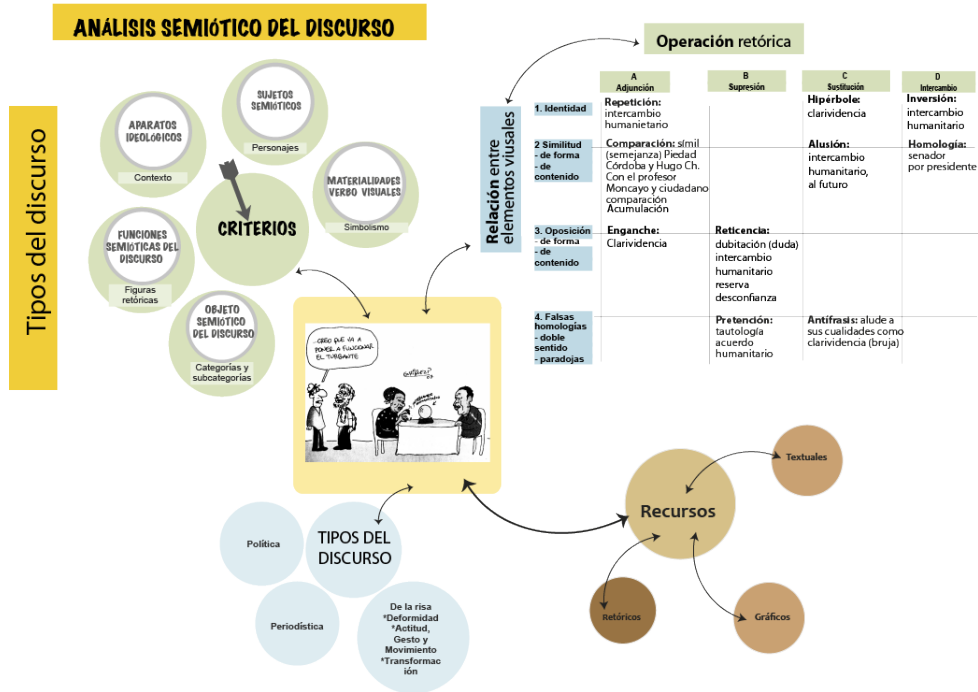 ANÁLISIS SEMIÓTICO DEL DISCURSO
Tipos del discurso
SUJETOS
SEMIÓTICOS
Personajes
APARATOS
IDEOLÓGICOS
Contexto
MATERIALIDADES
VERBO VISUALES
Simbolismo
CRITERIOS
FUNCIONES
SEMIÓTICAS DEL
DISCURSO
Figuras
retóricas
OBJETO
SEMIÓTICO
DEL DISCURSO
Categorías y
subcategorías
Operación retórica
Relación entre
elementos viusales
A
Adjunción
B
Supresión
C
Sustitución
D
Intercambio
1. Identidad
Repetición:
intercambio
humanietario
Hipérbole:
clarividencia
Inversión:
intercambio
humanitario
2 Similitud
- de forma
- de
contenido
Comparación: símil
(semejanza) Piedad
Córdoba y Hugo Ch.
Con el profesor
Moncayo y ciudadano
comparación
Acumulación
Alusión:
intercambio
humanitario,
al futuro
Homología:
senador
por presidente
3. Oposición
- de forma
- de
contenido
Enganche:
Clarividencia
Reticencia:
dubitación (duda)
intercambio
humanitario
reserva
desconfianza
4. Falsas
homologías
- doble
sentido
- paradojas
Pretención:
tautología
acuerdo
humanitario
Antífrasis: alude a
sus cualidades como
clarividencia (bruja)
...CREO QUE VA A
PONER A FUNCIONAR
EL TURBANTE
TIPOS DEL
DISCURSO
Política
Periodística
De la risa
*Deformidad
*Actitud,
Gesto y
Movimiento
*Transformac
ión
Recursos
Textuales
Retóricos
Gráficos